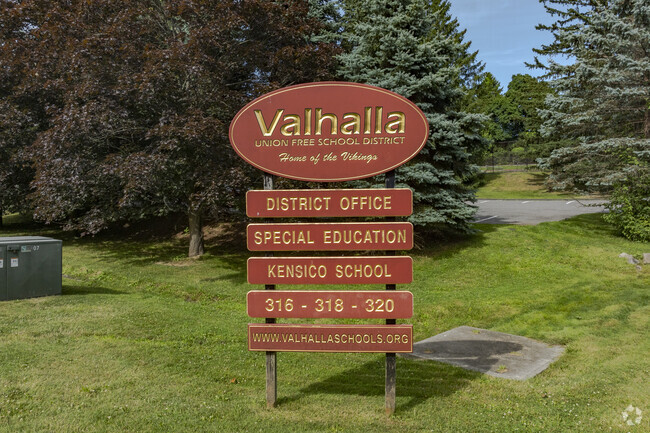 Valhalla
UNION FREE SCHOOL DISTRICT
Home of the Vikings
DISTRICT OFFICE
SPECIAL EDUCATION
KENSICO SCHOOL
316 - 318 - 320
WWW.VALHALLASCHOOLS.ORG
67